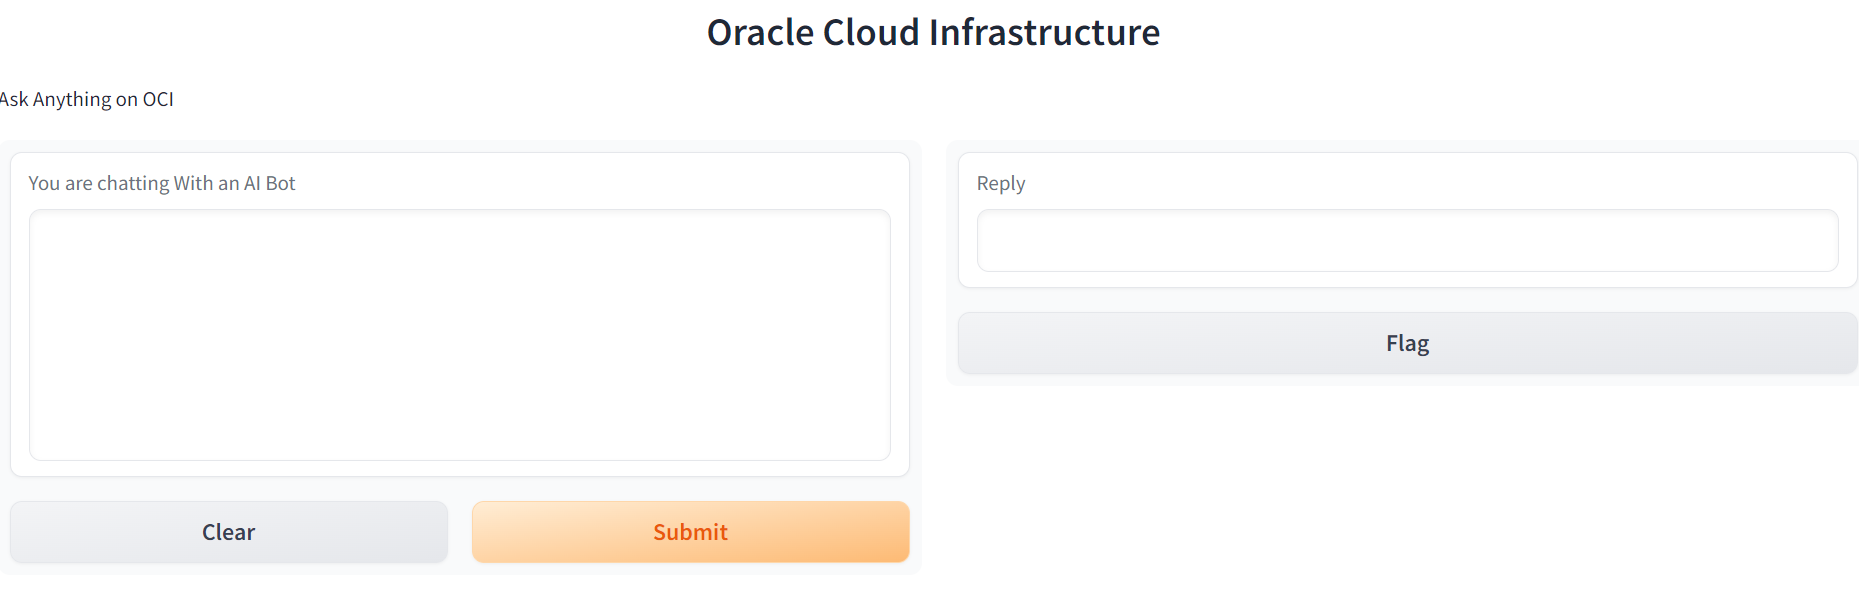 Oracle Cloud Infrastructure
Ask Anything on OCI
You are chatting With an AI Bot
Reply
Flag
Clear
Submit